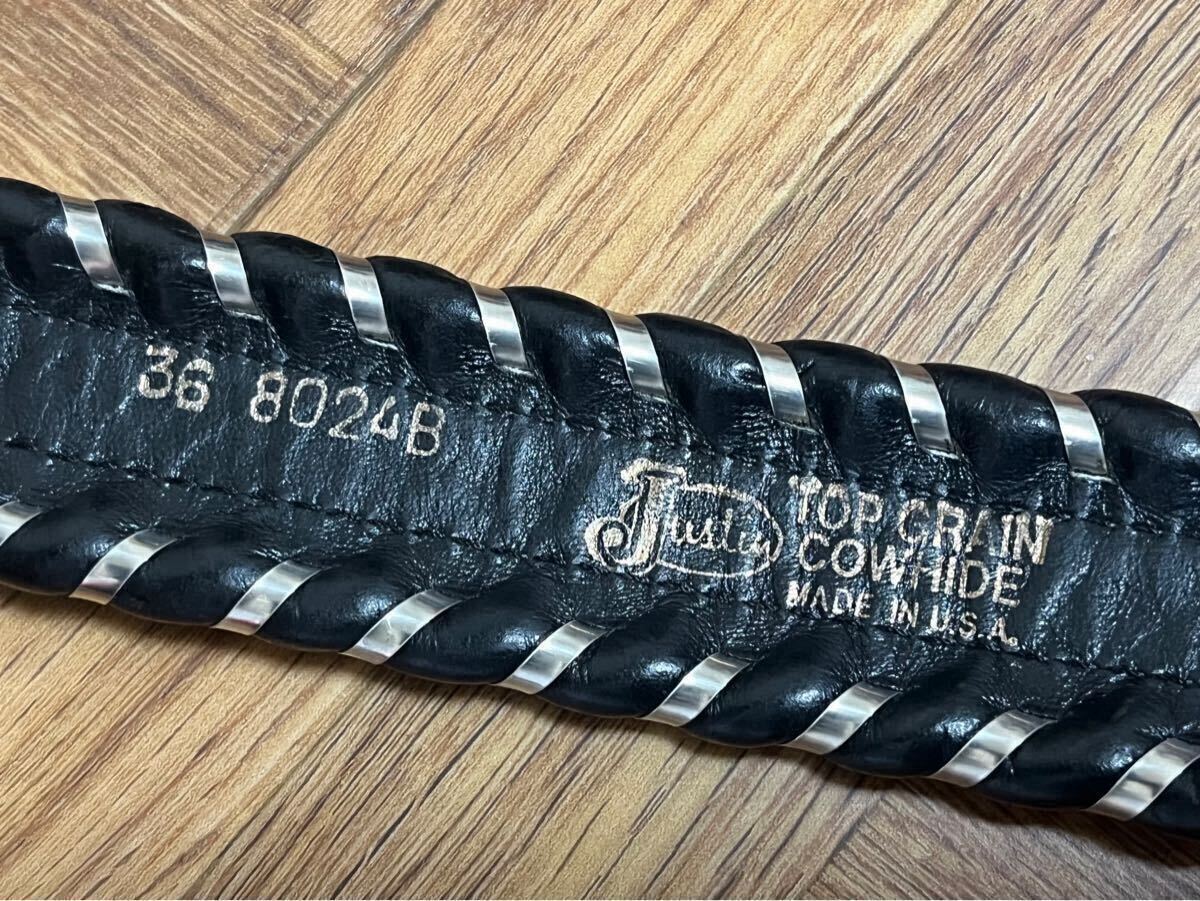 36 8024B
Justin
TOP GRAIN
COWHIDE
MADE IN U.S.A.